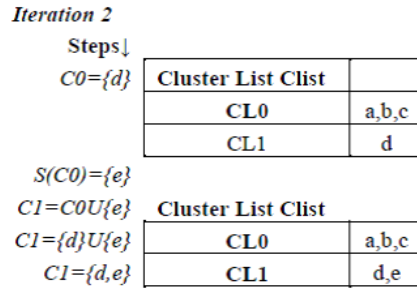 Iteration 2
Steps↓
C0={d} Cluster List Clist
CL0 a,b,c
CL1 d
S(C0)={e}
C1=C0U{e} Cluster List Clist
C1={d}U{e} CL0 a,b,c
C1={d,e} CL1 d,e